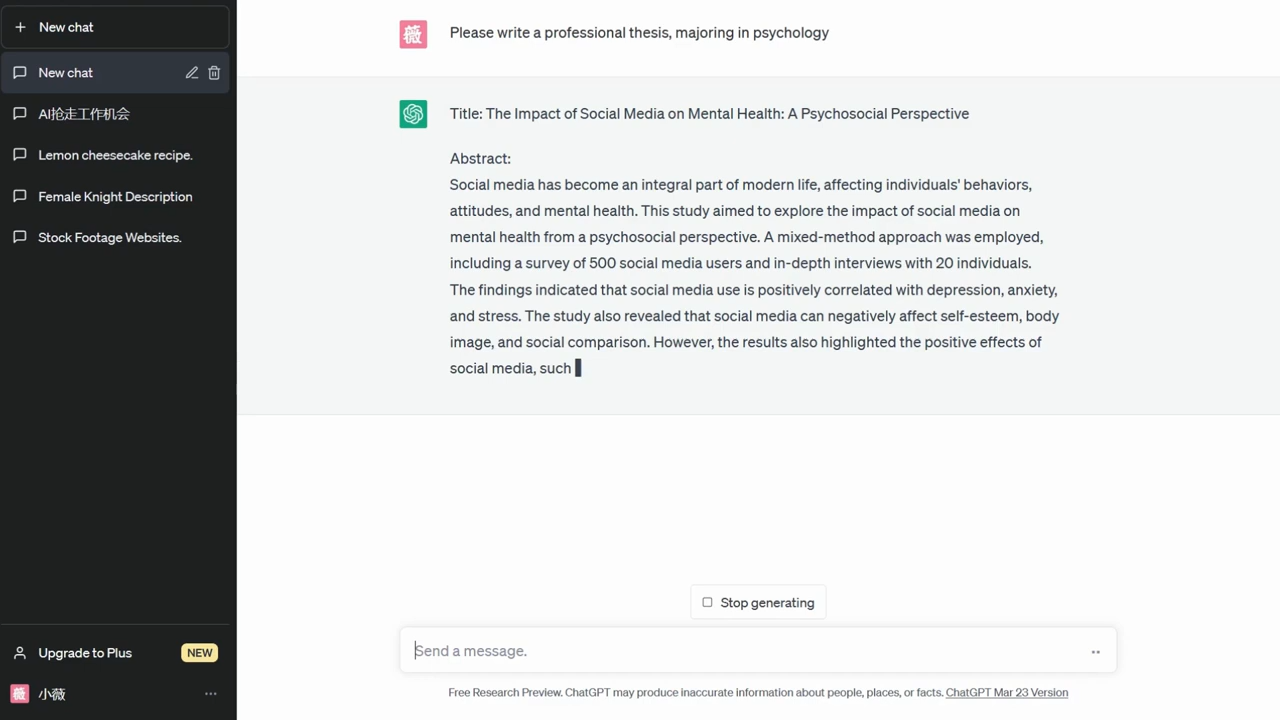 New chat
New chat
AI抢走工作机会
Lemon cheesecake recipe.
Female Knight Description
Stock Footage Websites.
Upgrade to Plus
NEW
薇
小薇
薇
Please write a professional thesis, majoring in psychology
Title: The Impact of Social Media on Mental Health: A Psychosocial Perspective
Abstract:
Social media has become an integral part of modern life, affecting individuals' behaviors,
attitudes, and mental health. This study aimed to explore the impact of social media on
mental health from a psychosocial perspective. A mixed-method approach was employed,
including a survey of 500 social media users and in-depth interviews with 20 individuals.
The findings indicated that social media use is positively correlated with depression, anxiety,
and stress. The study also revealed that social media can negatively affect self-esteem, body
image, and social comparison. However, the results also highlighted the positive effects of
social media, such
Stop generating
Send a message.
Free Research Preview. ChatGPT may produce inaccurate information about people, places, or facts. ChatGPT Mar 23 Version